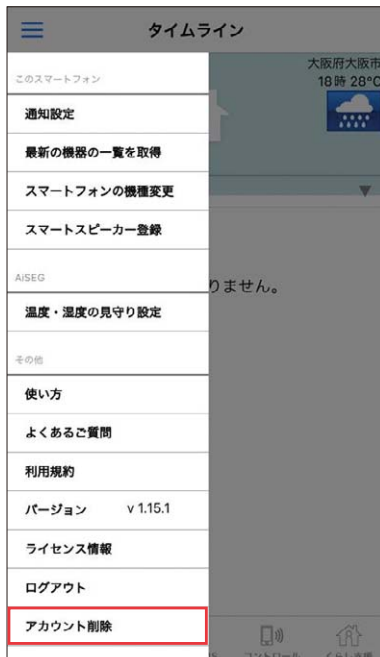 タイムライン
大阪府大阪市
18時 28°C
このスマートフォン
通知設定
最新の機器の一覧を取得
スマートフォンの機種変更
スマートスピーカー登録
AiSEG
りません。
温度・湿度の見守り設定
その他
使い方
よくあるご質問
利用規約
バージョン v 1.15.1
ライセンス情報
ログアウト
アカウント削除